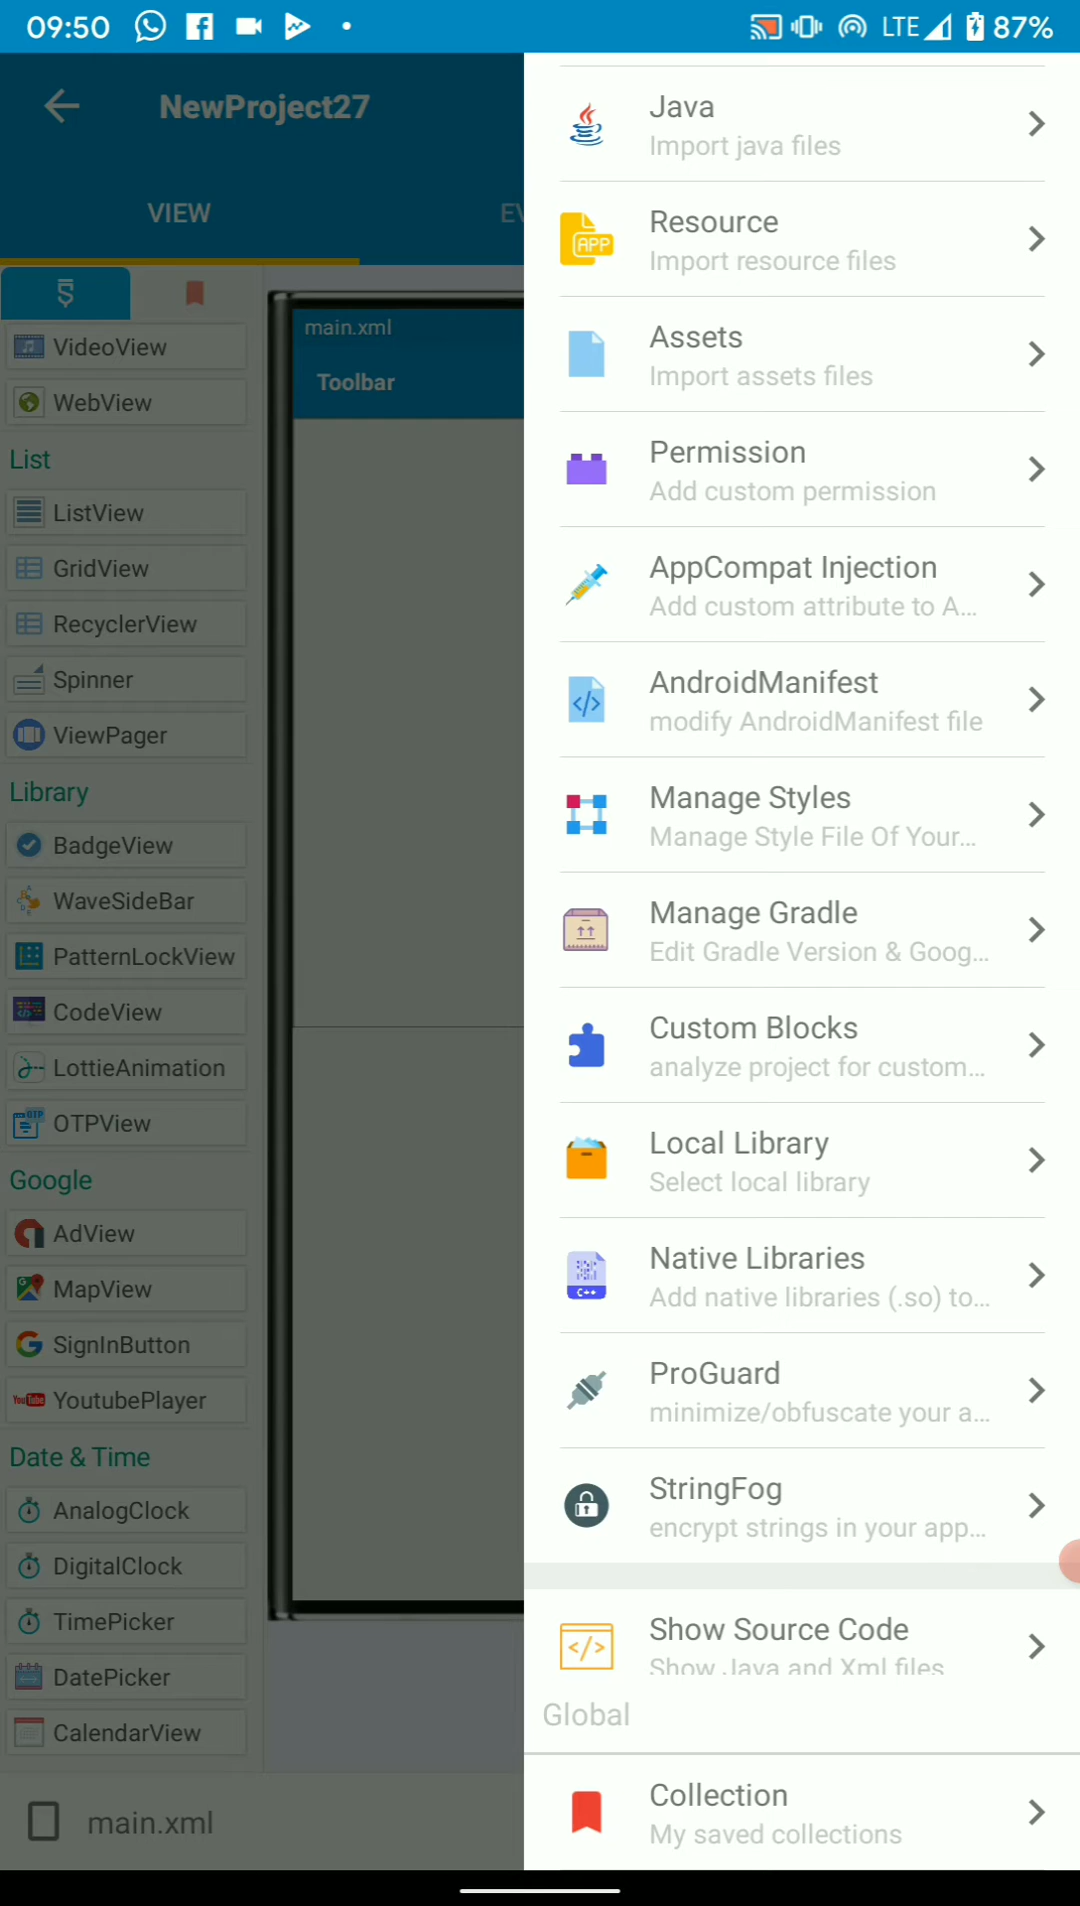 09:50
LTE 87%
NewProject27
VIEW
EV
VideoView
WebView
List
ListView
GridView
RecyclerView
Spinner
ViewPager
Library
BadgeView
WaveSideBar
PatternLockView
CodeView
LottieAnimation
OTP
OTPView
Google
AdView
MapView
SignInButton
YouTube
YoutubePlayer
Date & Time
AnalogClock
DigitalClock
TimePicker
DatePicker
CalendarView
main.xml
Toolbar
main.xml
Java
Import java files
APP
Resource
Import resource files
Assets
Import assets files
Permission
Add custom permission
AppCompat Injection
Add custom attribute to A...
AndroidManifest
modify AndroidManifest file
Manage Styles
Manage Style File Of Your...
Manage Gradle
Edit Gradle Version & Goog...
Custom Blocks
analyze project for custom...
Local Library
Select local library
C++
Native Libraries
Add native libraries (.so) to...
ProGuard
minimize/obfuscate your a...
StringFog
encrypt strings in your app...
Show Source Code
Show Java and Xml files
Global
Collection
My saved collections